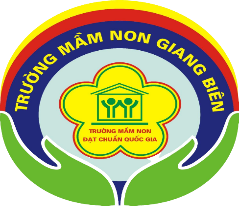 TRƯỜNG MẦM NON GIANG BIÊN
TRƯỜNG MẦM NON
ĐẠT CHUẨN QUỐC GIA